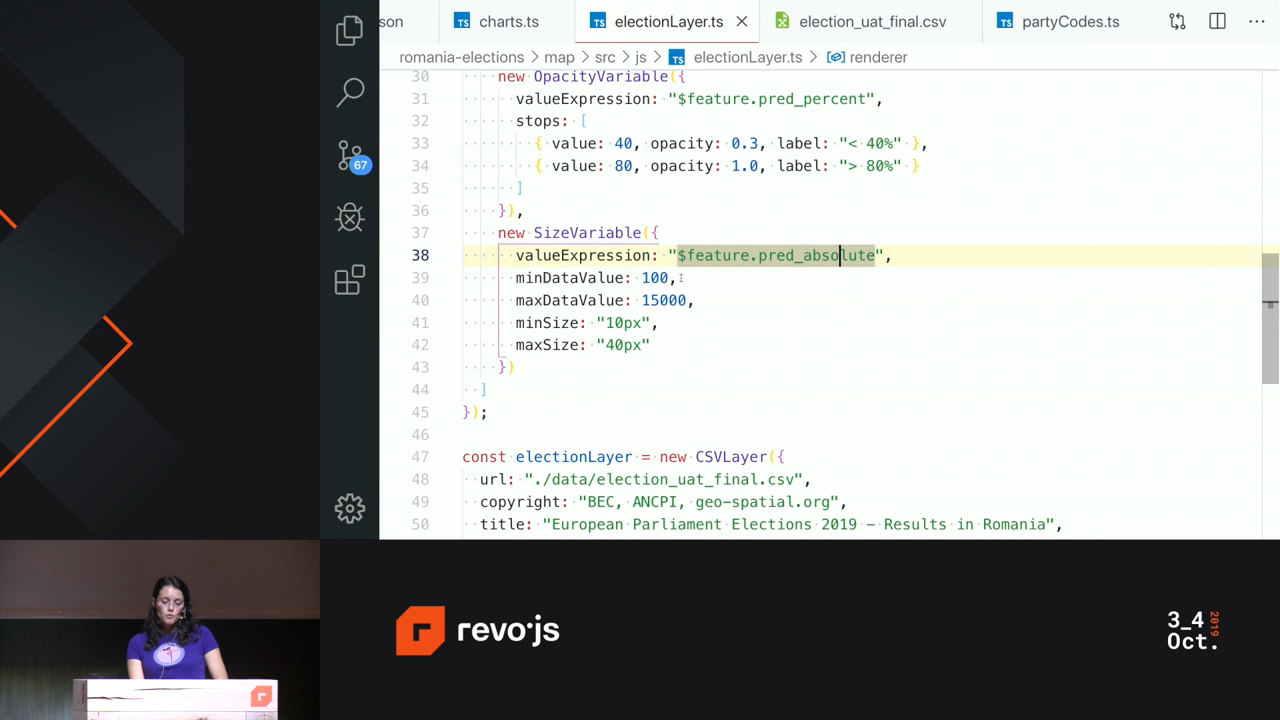 son
TS charts.ts
TS electionLayer.ts
election_uat_final.csv
TS partyCodes.ts
romania-elections > map > src > js > TS electionLayer.ts > renderer
67
30 new OpacityVariable({
31 valueExpression: "$feature.pred_percent",
32 stops: [
33 { value: 40, opacity: 0.3, label: "< 40%" },
34 { value: 80, opacity: 1.0, label: "> 80%" }
35 ]
36 }),
37 new SizeVariable({
38 valueExpression: "$feature.pred_absolute",
39 minDataValue: 100,
40 maxDataValue: 15000,
41 minSize: "10px",
42 maxSize: "40px"
43 })
44 ]
45 });
46
47 const electionLayer = new CSVLayer({
48 url: "./data/election_uat_final.csv",
49 copyright: "BEC, ANCPI, geo-spatial.org",
50 title: "European Parliament Elections 2019 - Results in Romania",
r revo·js
3_4 2019
Oct.